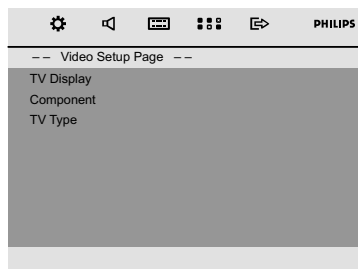 PHILIPS
– – Video Setup Page – –
TV Display
Component
TV Type